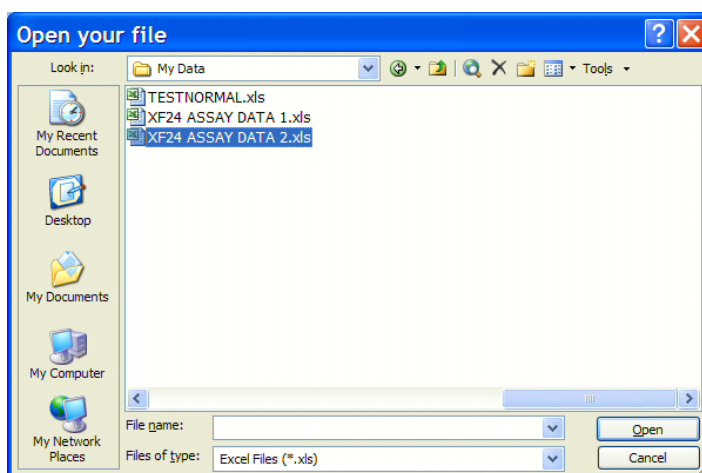 Open your file
Look in:
My Data
Tools
TESTNORMAL.xls
XF24 ASSAY DATA 1.xls
XF24 ASSAY DATA 2.xls
My Recent
Documents
Desktop
My Documents
My Computer
My Network
Places
File name:
Open
Files of type:
Excel Files (*.xls)
Cancel